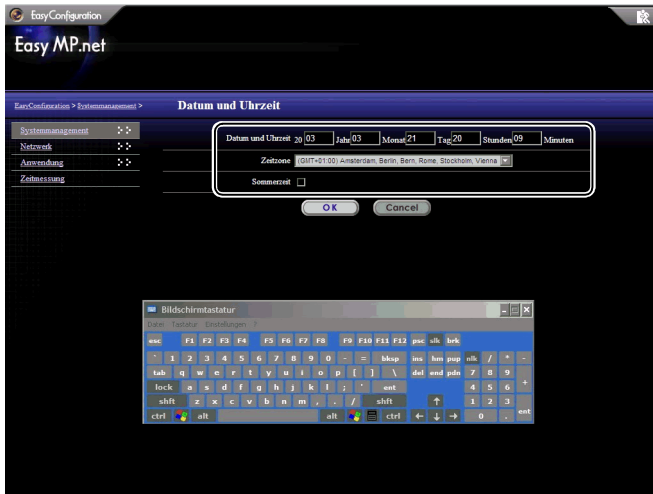 EasyConfiguration
Easy MP.net
EasyConfiguration > Systemmanagement >
Datum und Uhrzeit
Systemmanagement
Netzwerk
Anwendung
Zeitmessung
Datum und Uhrzeit 20 03 Jahr 03 Monat 21 Tag 20 Stunden 09 Minuten
Zeitzone (GMT+01:00) Amsterdam, Berlin, Bern, Rome, Stockholm, Vienna
Sommerzeit
OK Cancel
Bildschirmtastatur
Datei Tastatur Einstellungen ?
esc F1 F2 F3 F4 F5 F6 F7 F8 F9 F10 F11 F12 psc slk brk
` 1 2 3 4 5 6 7 8 9 0 - = bksp ins hm pup nlk / * -
tab q w e r t y u i o p [ ] \ del end pdn 7 8 9 +
lock a s d f g h j k l ; ' ent 4 5 6
shft z x c v b n m , . / shft ↑ 1 2 3 ent
ctrl alt alt ctrl ← ↓ → 0 .